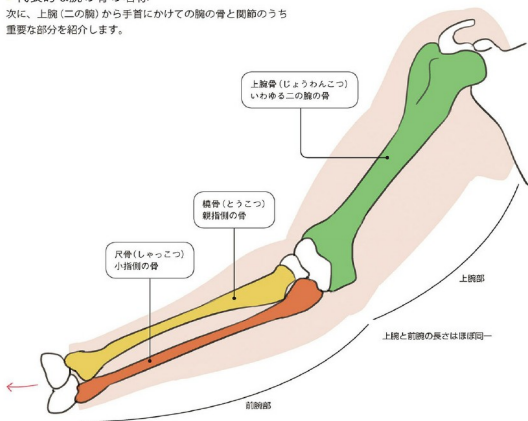 次に、上腕(二の腕)から手首にかけての腕の骨と関節のうち
重要な部分を紹介します。
上腕骨(じょうわんこつ)
いわゆる二の腕の骨
橈骨(とうこつ)
親指側の骨
尺骨(しゃっこつ)
小指側の骨
上腕部
上腕と前腕の長さはほぼ同一
前腕部